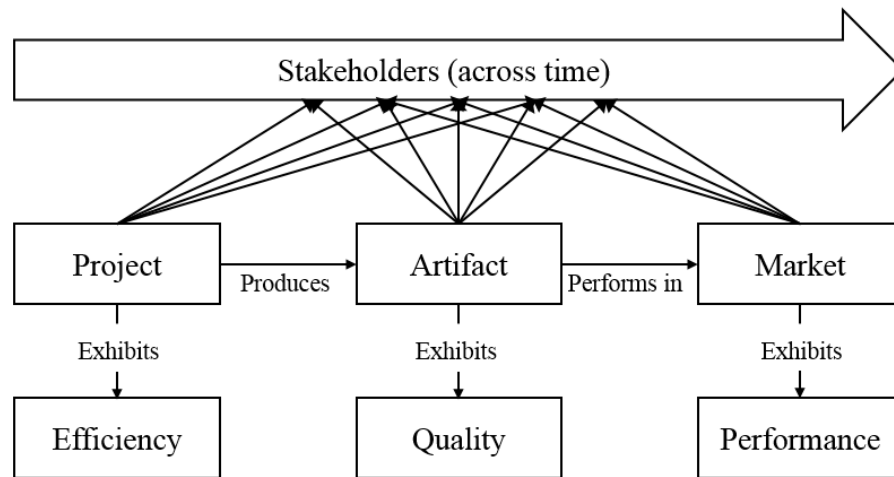 Stakeholders (across time)
Project
Produces
Artifact
Performs in
Market
Exhibits
Exhibits
Exhibits
Efficiency
Quality
Performance